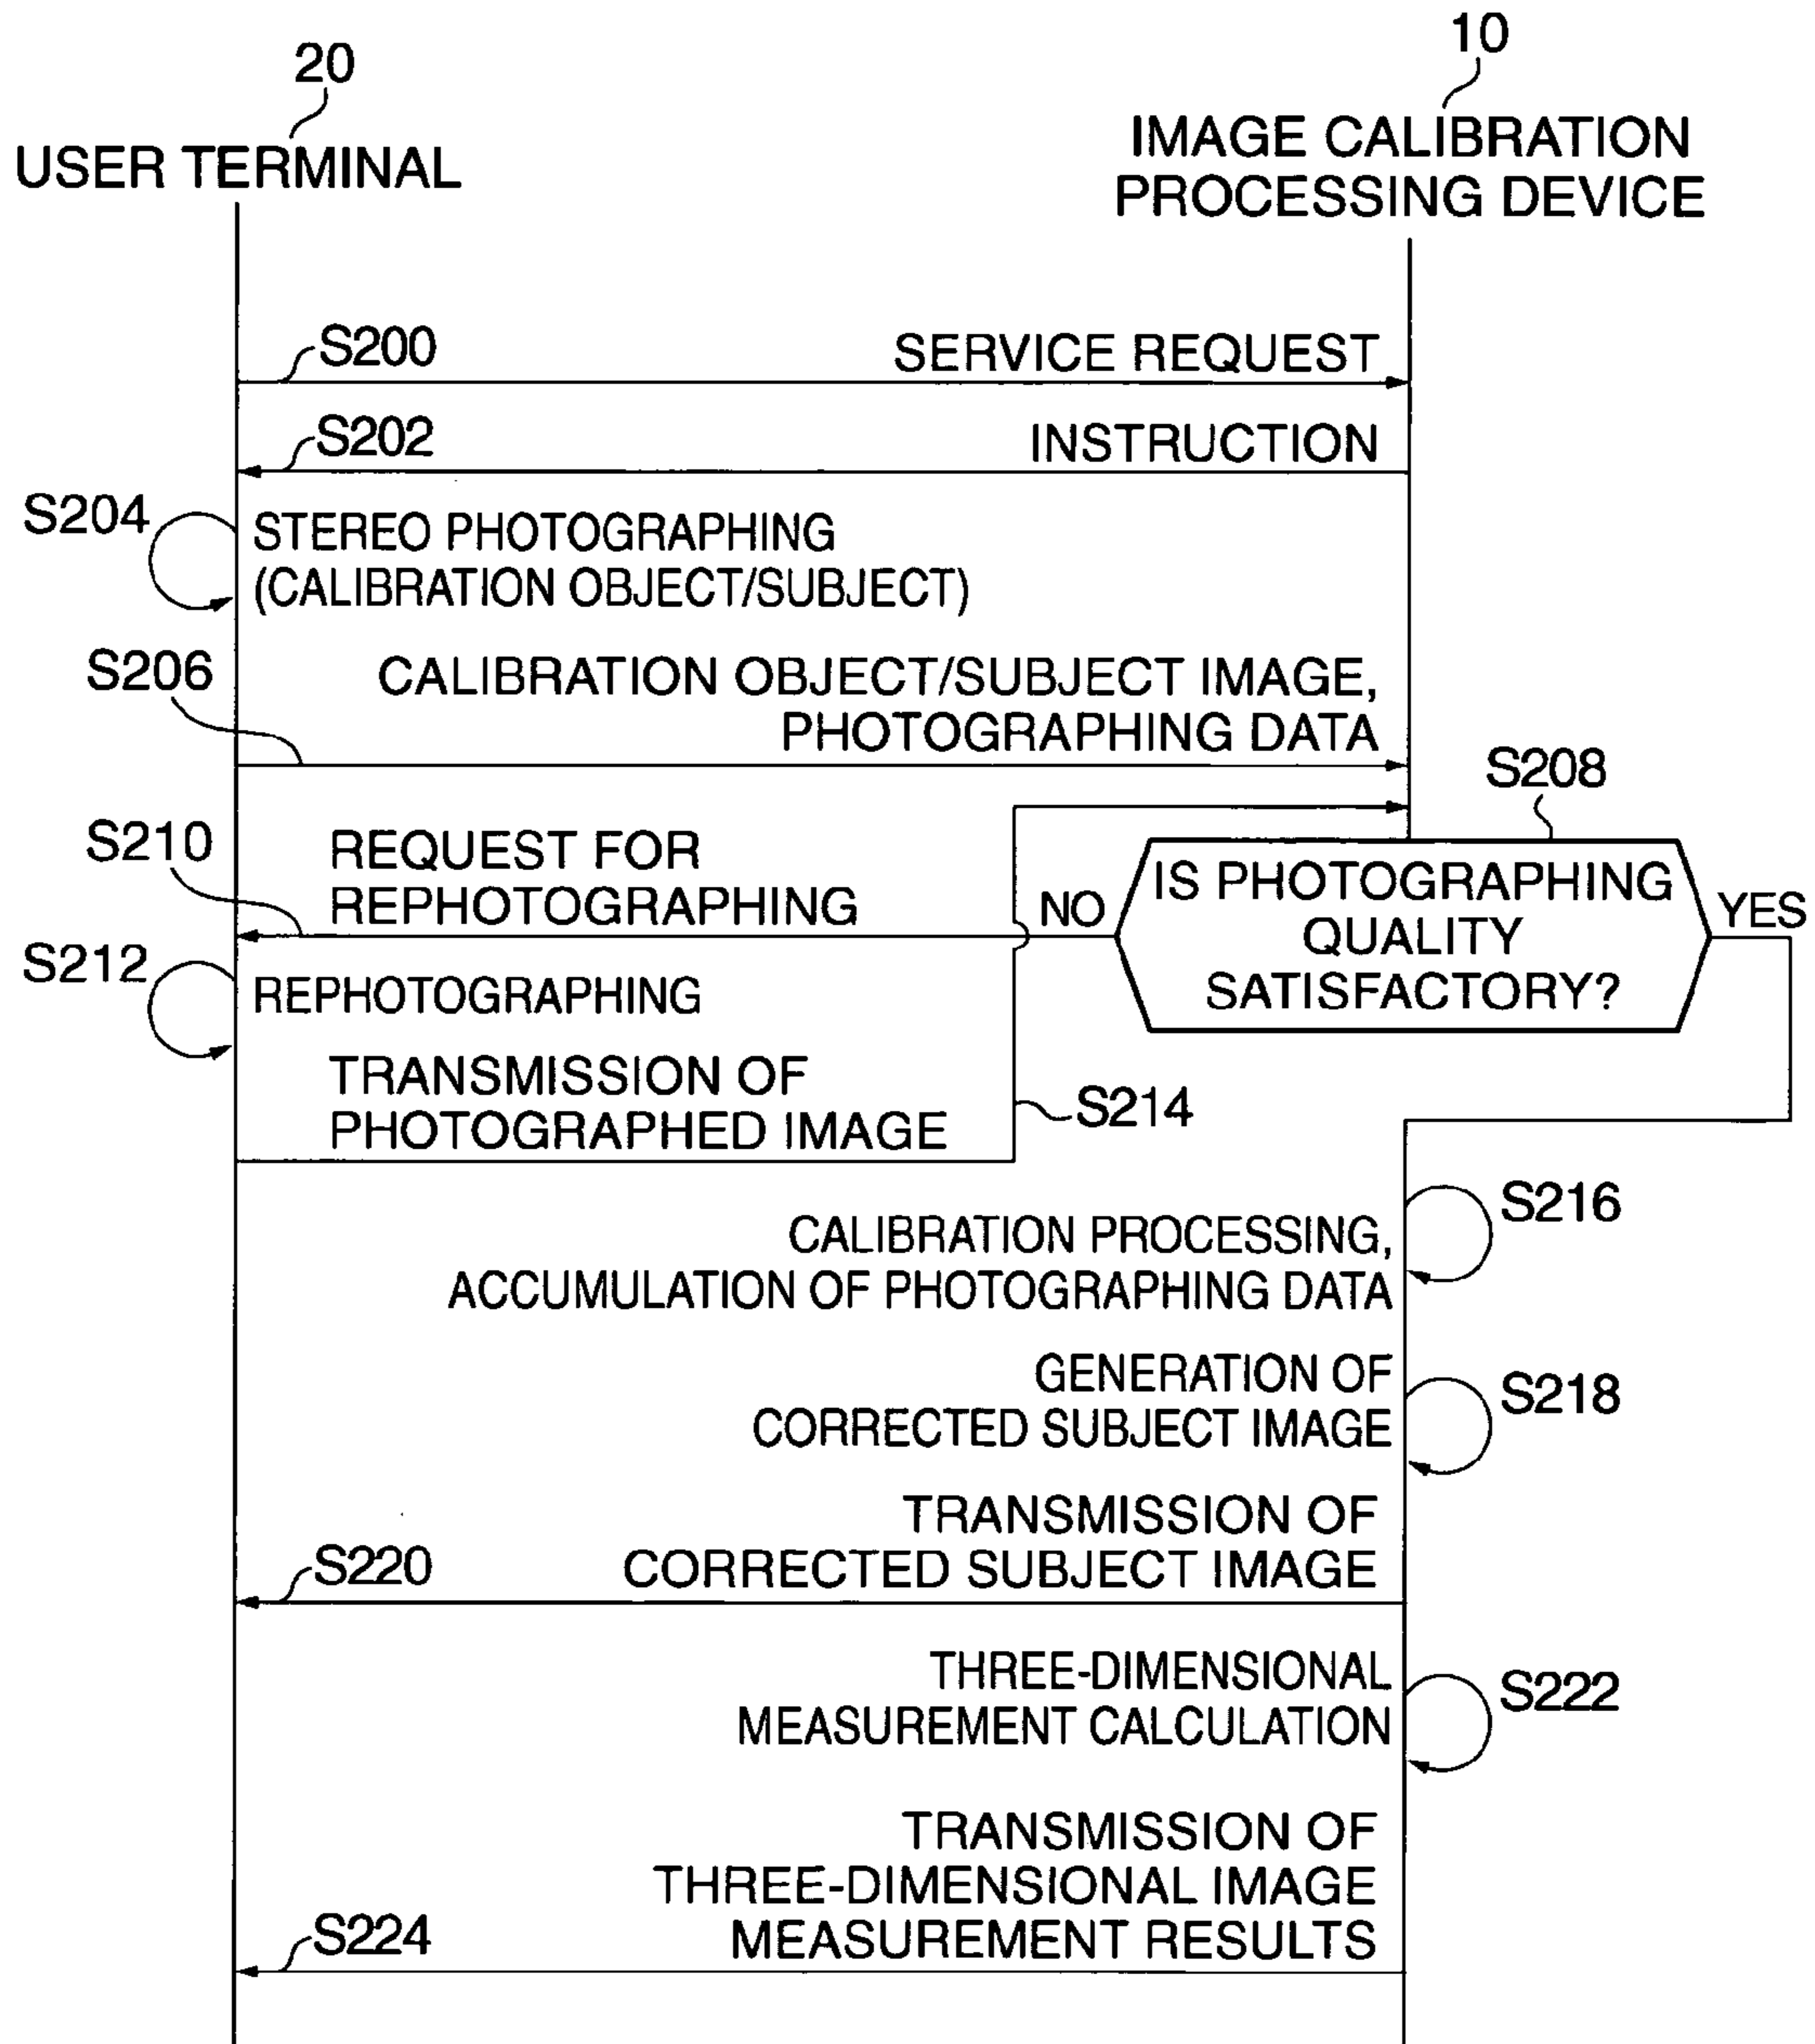 20
USER TERMINAL
10
IMAGE CALIBRATION
PROCESSING DEVICE
S200
SERVICE REQUEST
S202
INSTRUCTION
S204
STEREO PHOTOGRAPHING
(CALIBRATION OBJECT/SUBJECT)
S206
CALIBRATION OBJECT/SUBJECT IMAGE,
PHOTOGRAPHING DATA
S208
IS PHOTOGRAPHING
QUALITY
SATISFACTORY?
NO
YES
S210
REQUEST FOR
REPHOTOGRAPHING
S212
REPHOTOGRAPHING
TRANSMISSION OF
PHOTOGRAPHED IMAGE
S214
CALIBRATION PROCESSING,
ACCUMULATION OF PHOTOGRAPHING DATA
S216
GENERATION OF
CORRECTED SUBJECT IMAGE
S218
TRANSMISSION OF
CORRECTED SUBJECT IMAGE
S220
THREE-DIMENSIONAL
MEASUREMENT CALCULATION
S222
TRANSMISSION OF
THREE-DIMENSIONAL IMAGE
MEASUREMENT RESULTS
S224